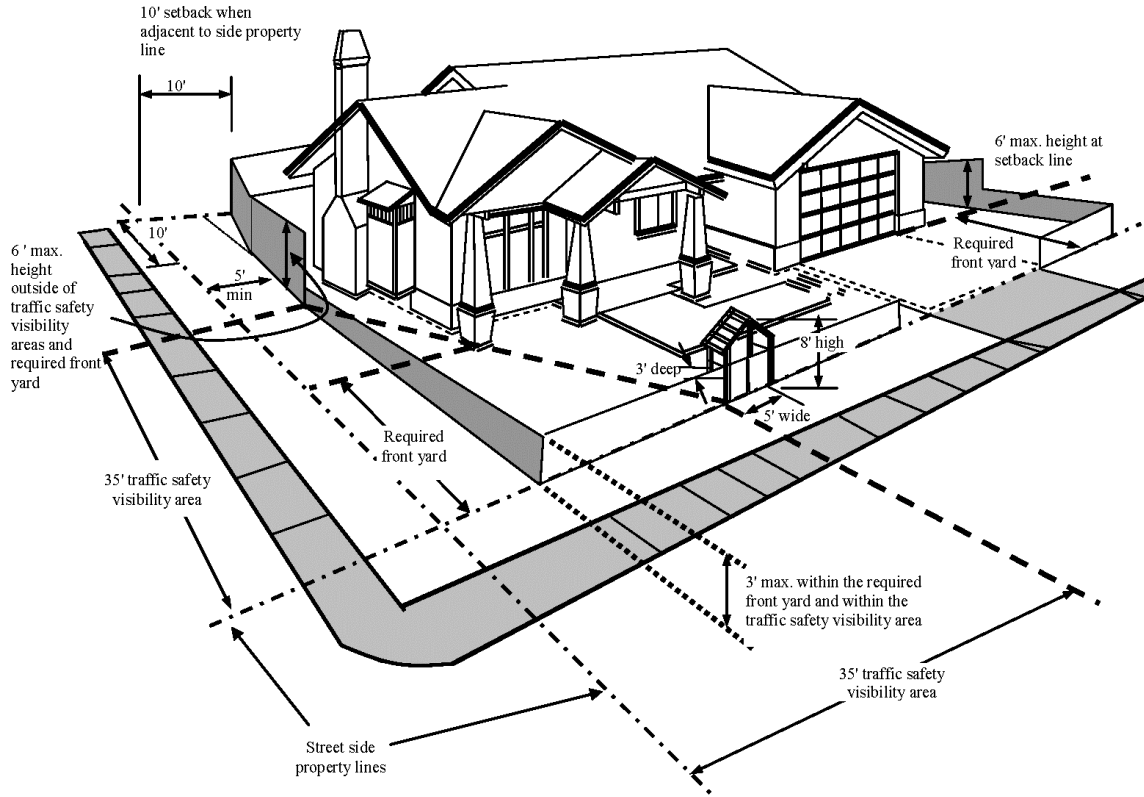 10' setback when
adjacent to side property
line
10'
6' max. height at
setback line
10'
6 ' max.
height
outside of
traffic safety
visibility
areas and
required front
yard
5'
min
Required
front yard
8' high
3' deep
5' wide
Required
front yard
35' traffic safety
visibility area
3' max. within the required
front yard and within the
traffic safety visibility area
35' traffic safety
visibility area
Street side
property lines